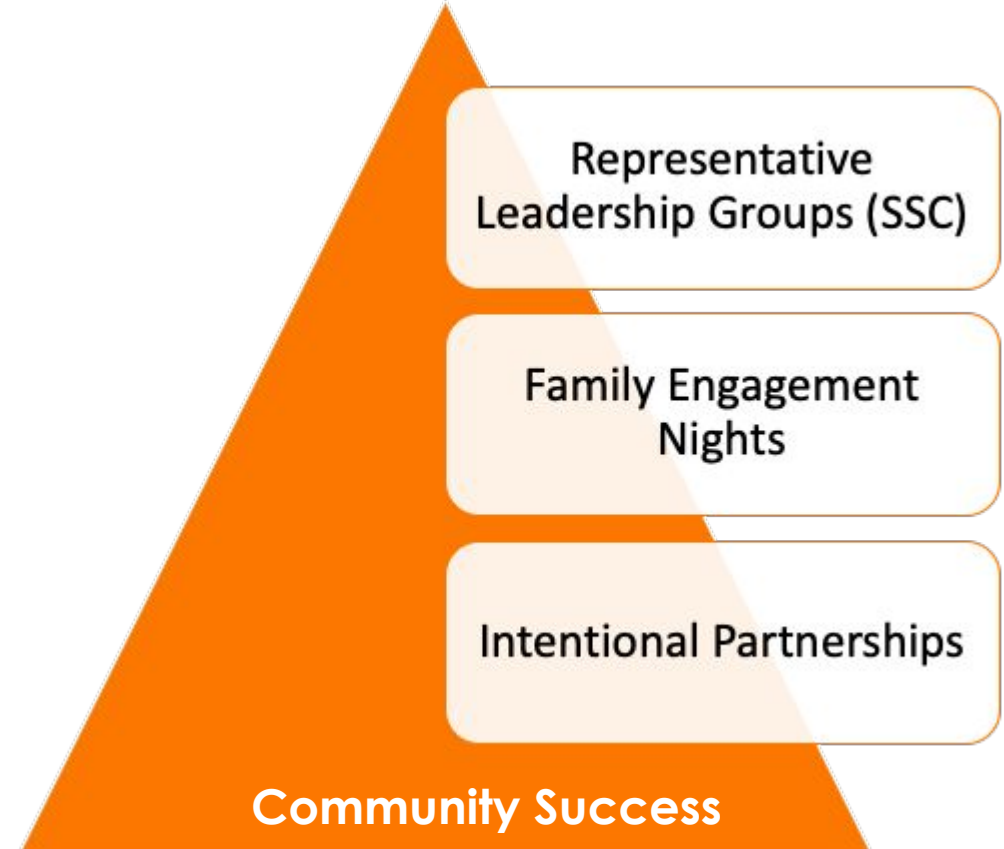 Representative
Leadership Groups (SSC)
Family Engagement
Nights
Intentional Partnerships
Community Success